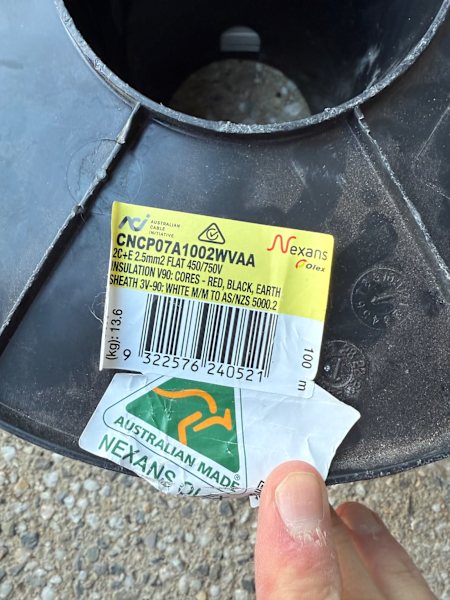 aci AUSTRALIAN
CABLE
INITIATIVE
Nexans
Olex
CNCP07A1002WVAA
2C+E 2.5mm2 FLAT 450/750V
INSULATION V90: CORES - RED, BLACK, EARTH
SHEATH 3V-90: WHITE M/M TO AS/NZS 5000.2
(kg): 13.6
100 m
9 322576 240521
AUSTRALIAN MADE
NEXANS